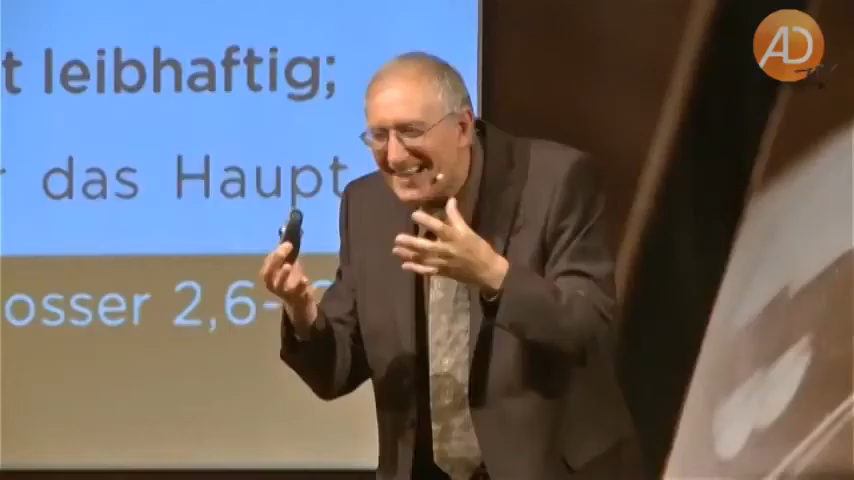 t leibhaftig;
das Haupt
osser 2,6-
AD